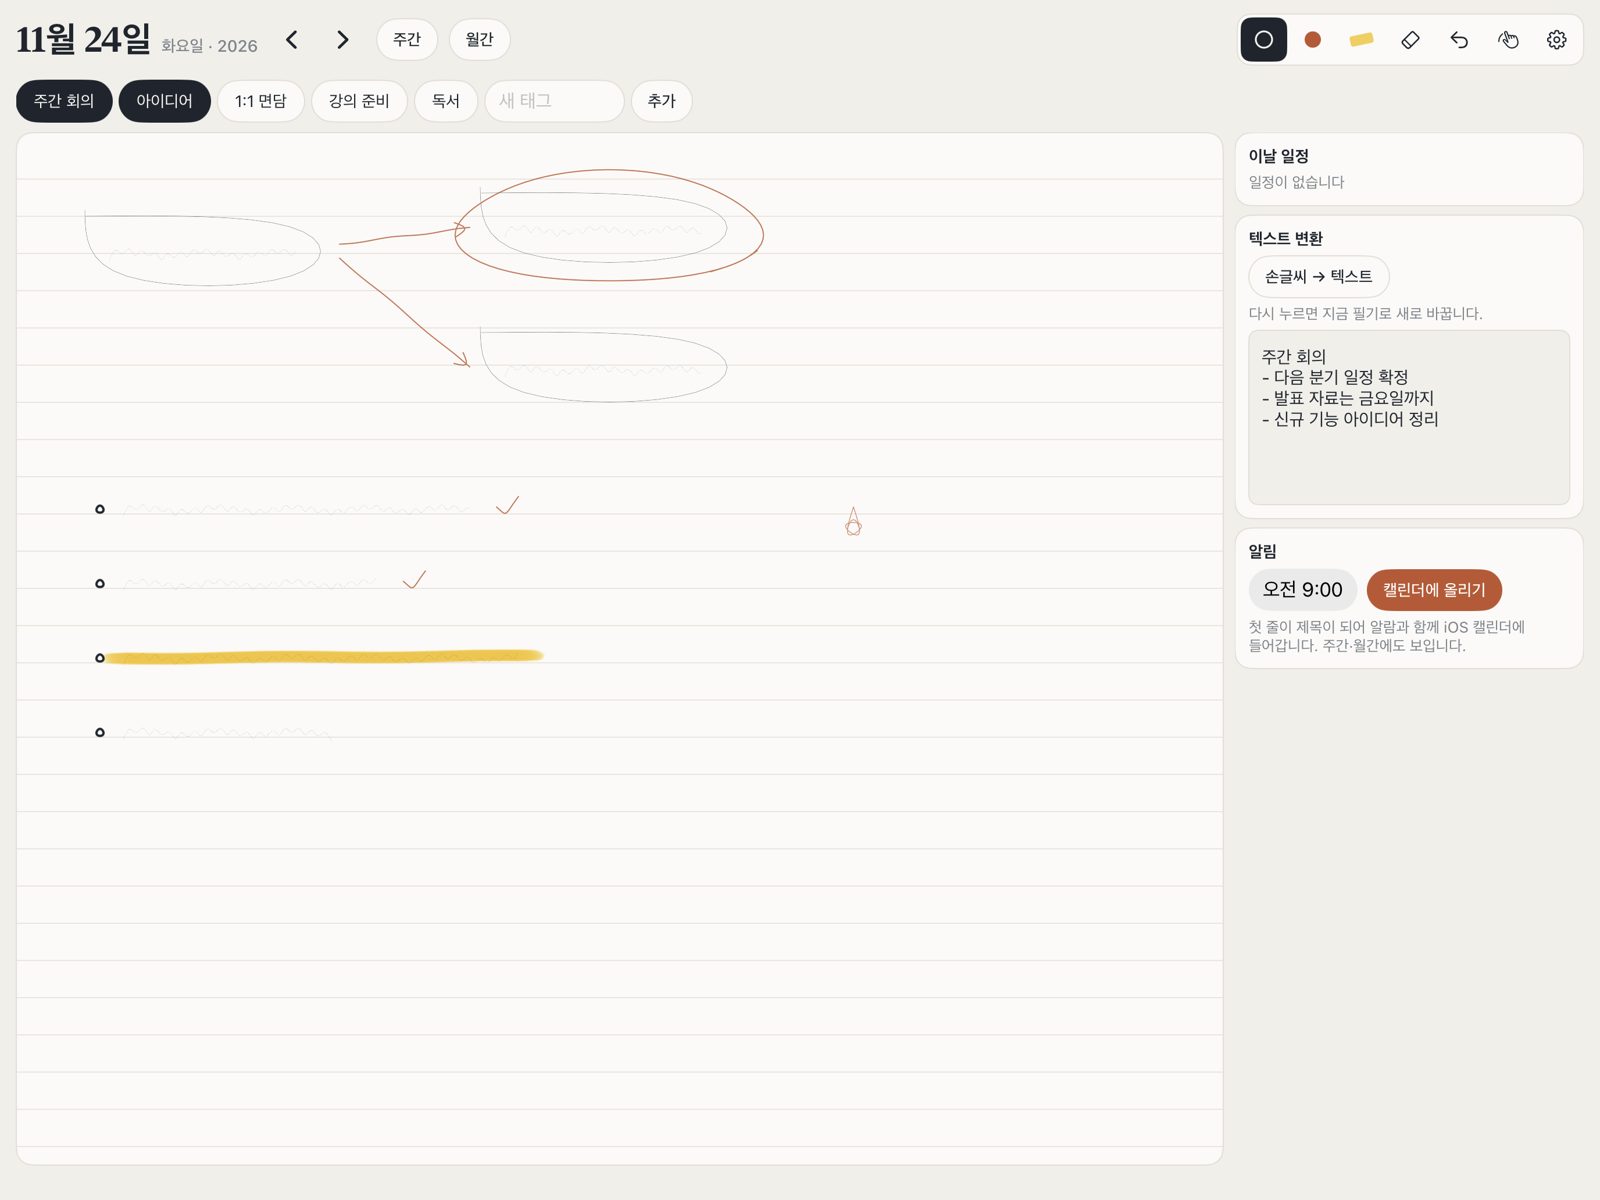 11월 24일 화요일 · 2026 주간 월간
주간 회의 아이디어 1:1 면담 강의 준비 독서 새 태그 추가
이날 일정
일정이 없습니다
텍스트 변환
손글씨 → 텍스트
다시 누르면 지금 필기로 새로 바꿉니다.
주간 회의
- 다음 분기 일정 확정
- 발표 자료는 금요일까지
- 신규 기능 아이디어 정리
알림
오전 9:00 캘린더에 올리기
첫 줄이 제목이 되어 알람과 함께 iOS 캘린더에
들어갑니다. 주간·월간에도 보입니다.